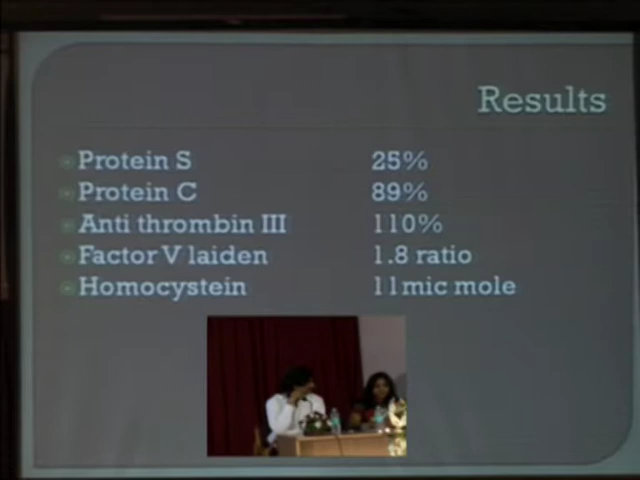 Results
Protein S 25%
Protein C 89%
Anti thrombin III 110%
Factor V laiden 1.8 ratio
Homocystein 11mic mole